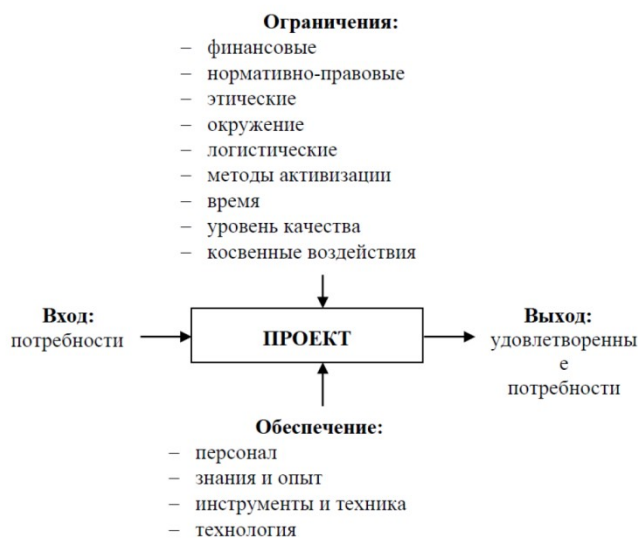 Ограничения:
– финансовые
– нормативно-правовые
– этические
– окружение
– логистические
– методы активизации
– время
– уровень качества
– косвенные воздействия
Вход:
потребности
ПРОЕКТ
Выход:
удовлетворенны
е
потребности
Обеспечение:
– персонал
– знания и опыт
– инструменты и техника
– технология